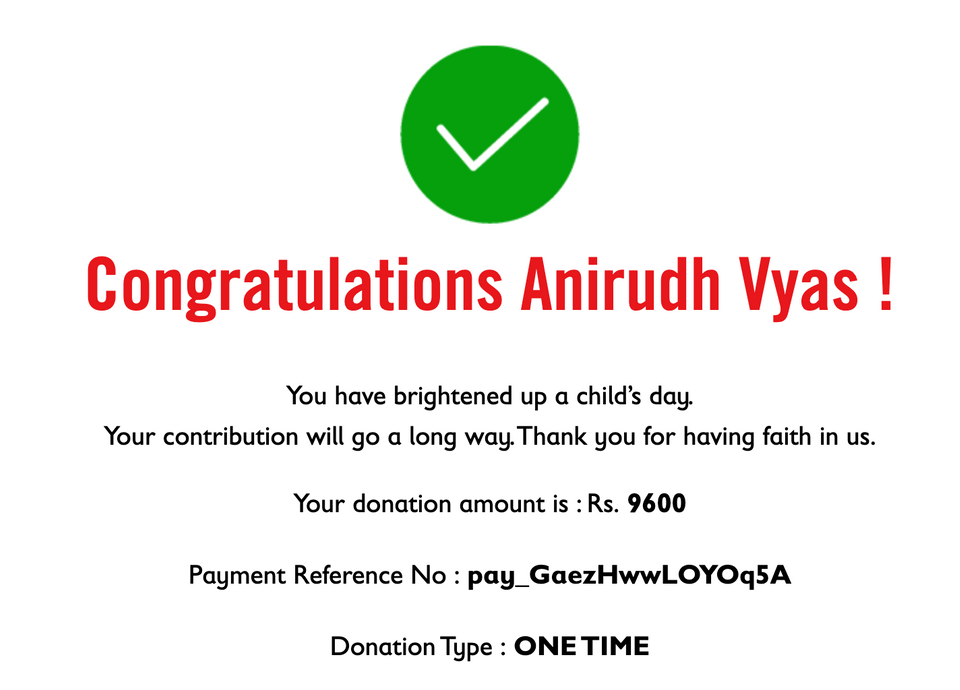 Congratulations Anirudh Vyas !
You have brightened up a child’s day.
Your contribution will go a long way. Thank you for having faith in us.
Your donation amount is : Rs. 9600
Payment Reference No : pay_GaezHwwLOYOq5A
Donation Type : ONE TIME